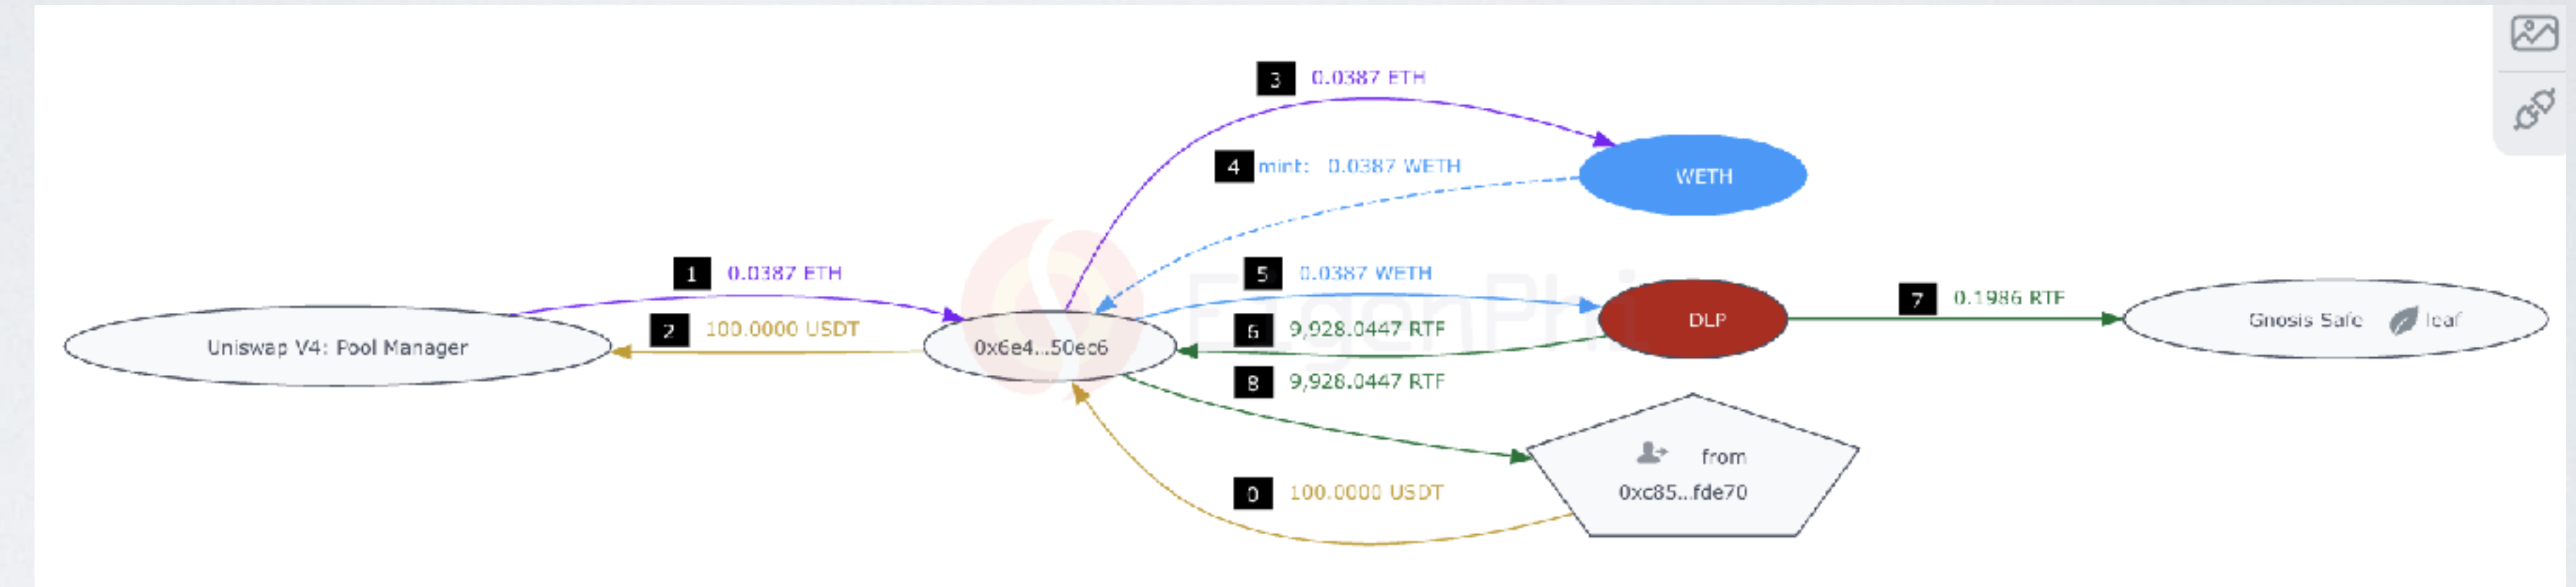 3 0.0387 ETH
4 mint: 0.0387 WETH
WETH
1 0.0387 ETH
5 0.0387 WETH
7 0.1986 RTF
2 100.0000 USDT
6 9,928.0447 RTF
DLP
Gnosis Safe leaf
Uniswap V4: Pool Manager
0x6e4...50ec6
EigenPhi
8 9,928.0447 RTF
from
0 100.0000 USDT
0xc85...fde70